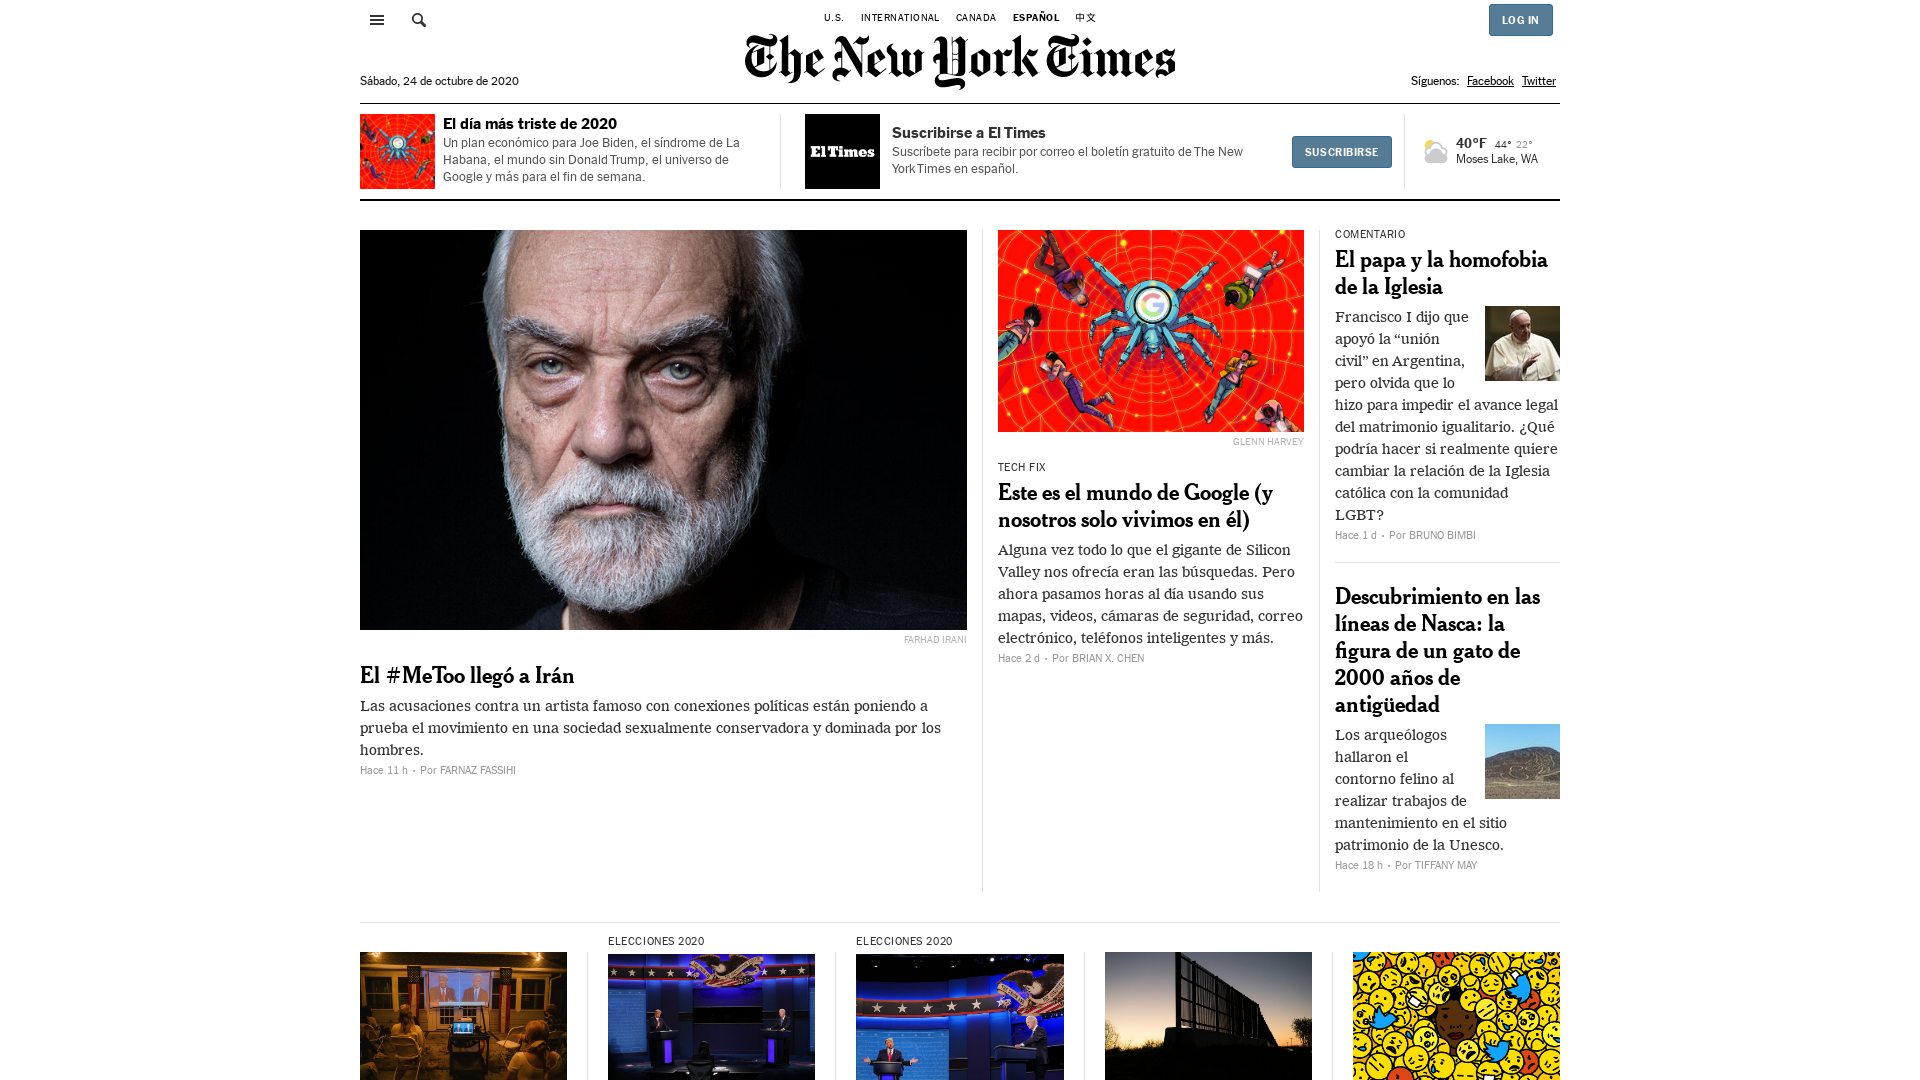 U.S. INTERNATIONAL CANADA ESPAÑOL 中文
LOG IN
The New York Times
Sábado, 24 de octubre de 2020
Síguenos: Facebook Twitter
El día más triste de 2020
Un plan económico para Joe Biden, el síndrome de La
Habana, el mundo sin Donald Trump, el universo de
Google y más para el fin de semana.
El Times
Suscribirse a El Times
Suscríbete para recibir por correo el boletín gratuito de The New
York Times en español.
SUSCRIBIRSE
40°F 44° 22°
Moses Lake, WA
FARHAD IRANI
El #MeToo llegó a Irán
Las acusaciones contra un artista famoso con conexiones políticas están poniendo a
prueba el movimiento en una sociedad sexualmente conservadora y dominada por los
hombres.
Hace 11 h • Por FARNAZ FASSIHI
G
GLENN HARVEY
TECH FIX
Este es el mundo de Google (y
nosotros solo vivimos en él)
Alguna vez todo lo que el gigante de Silicon
Valley nos ofrecía eran las búsquedas. Pero
ahora pasamos horas al día usando sus
mapas, videos, cámaras de seguridad, correo
electrónico, teléfonos inteligentes y más.
Hace 2 d • Por BRIAN X. CHEN
COMENTARIO
El papa y la homofobia
de la Iglesia
Francisco I dijo que
apoyó la “unión
civil” en Argentina,
pero olvida que lo
hizo para impedir el avance legal
del matrimonio igualitario. ¿Qué
podría hacer si realmente quiere
cambiar la relación de la Iglesia
católica con la comunidad
LGBT?
Hace 1 d • Por BRUNO BIMBI
Descubrimiento en las
líneas de Nasca: la
figura de un gato de
2000 años de
antigüedad
Los arqueólogos
hallaron el
contorno felino al
realizar trabajos de
mantenimiento en el sitio
patrimonio de la Unesco.
Hace 18 h • Por TIFFANY MAY
ELECCIONES 2020
ELECCIONES 2020